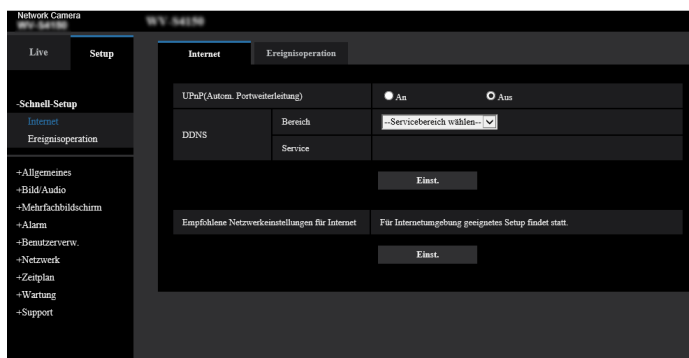 Network Camera
Live
Setup
Internet
Ereignisoperation
-Schnell-Setup
Internet
Ereignisoperation
+Allgemeines
+Bild/Audio
+Mehrfachbildschirm
+Alarm
+Benutzerverw.
+Netzwerk
+Zeitplan
+Wartung
+Support
UPnP(Autom. Portweiterleitung)
An
Aus
DDNS
Bereich
--Servicebereich wählen--
Service
Einst.
Empfohlene Netzwerkeinstellungen für Internet
Für Internetumgebung geeignetes Setup findet statt.
Einst.